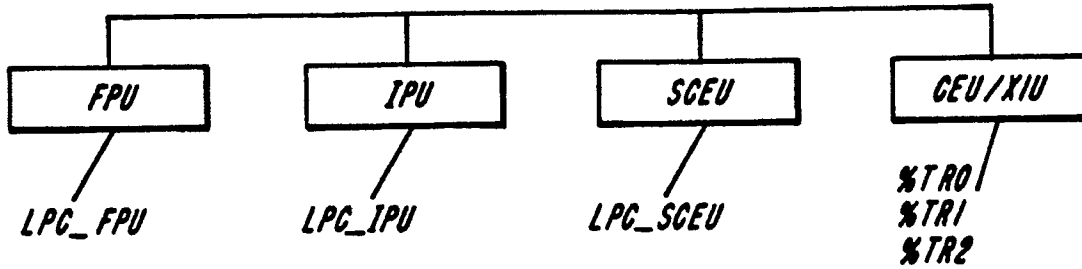 FPU
IPU
SCEU
CEU/XIU
LPC_FPU
LPC_IPU
LPC_SCEU
%TR0
%TR1
%TR2